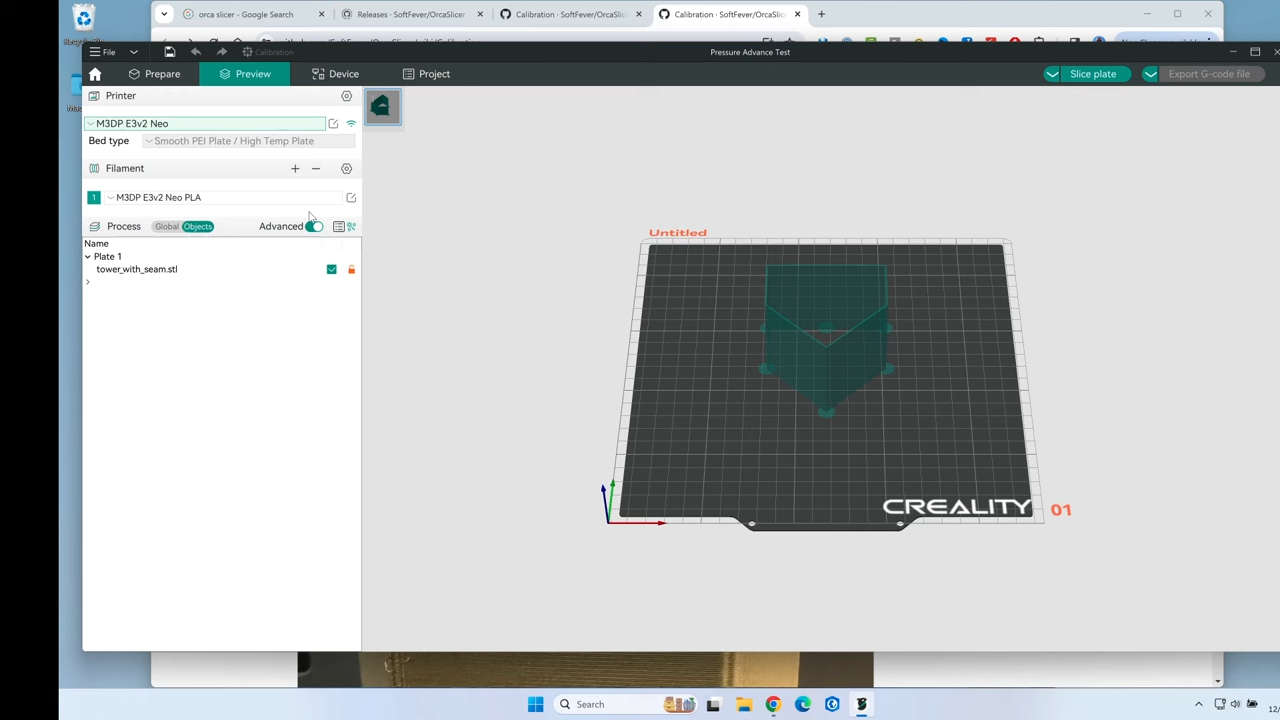 orca slicer - Google Search
Releases · SoftFever/OrcaSlicer
Calibration · SoftFever/OrcaSlic
Calibration · SoftFever/OrcaSlic
File
Calibration
Pressure Advance Test
Prepare
Preview
Device
Project
Slice plate
Export G-code file
Printer
M3DP E3v2 Neo
Bed type
Smooth PEI Plate / High Temp Plate
Filament
1
M3DP E3v2 Neo PLA
Process
Global
Objects
Advanced
Name
Plate 1
tower_with_seam.stl
Untitled
CREALITY
01
Search